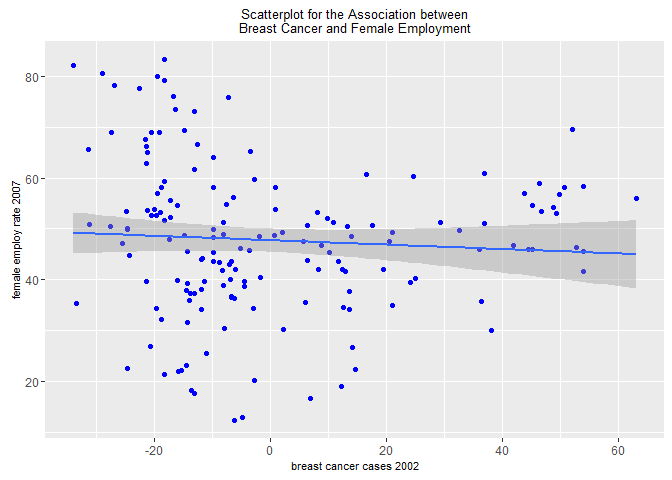 Scatterplot for the Association between
Breast Cancer and Female Employment
female employ rate 2007
80
60
40
20
-20
0
20
40
60
breast cancer cases 2002